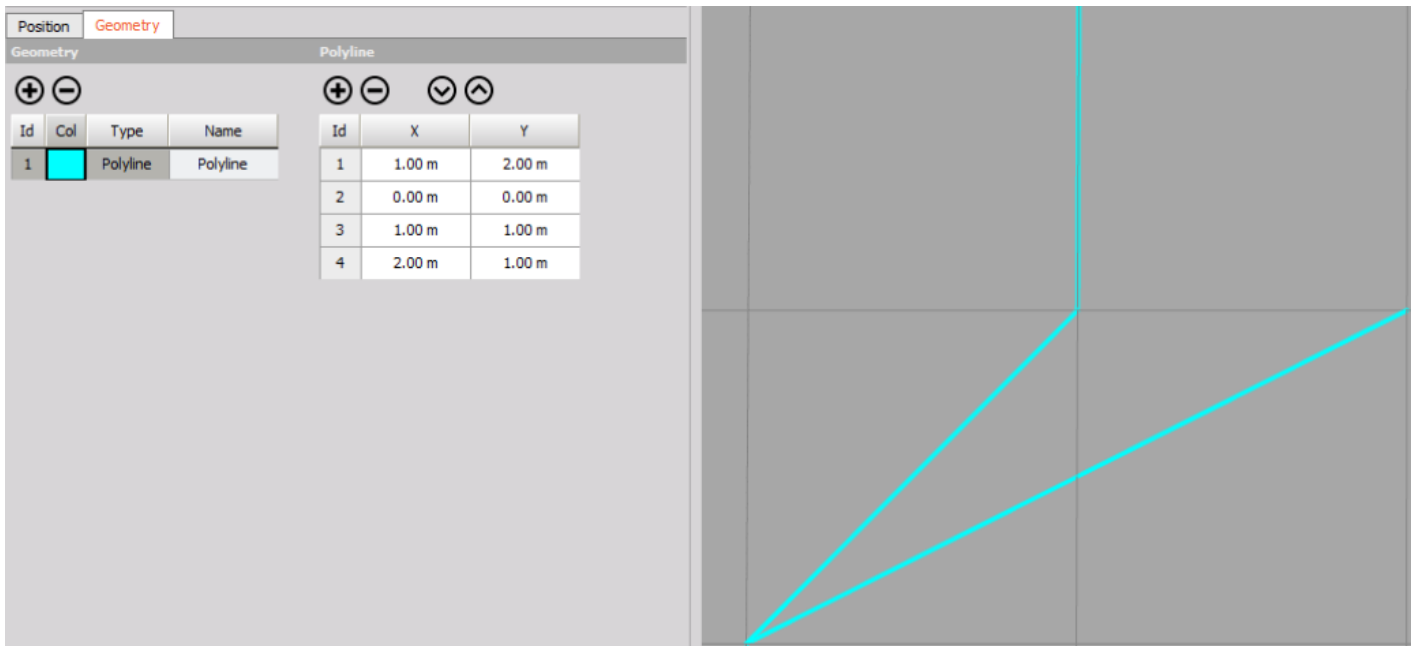 Position Geometry
Geometry Polyline
Id Col Type Name Id X Y
1 Polyline Polyline 1 1.00 m 2.00 m
2 0.00 m 0.00 m
3 1.00 m 1.00 m
4 2.00 m 1.00 m